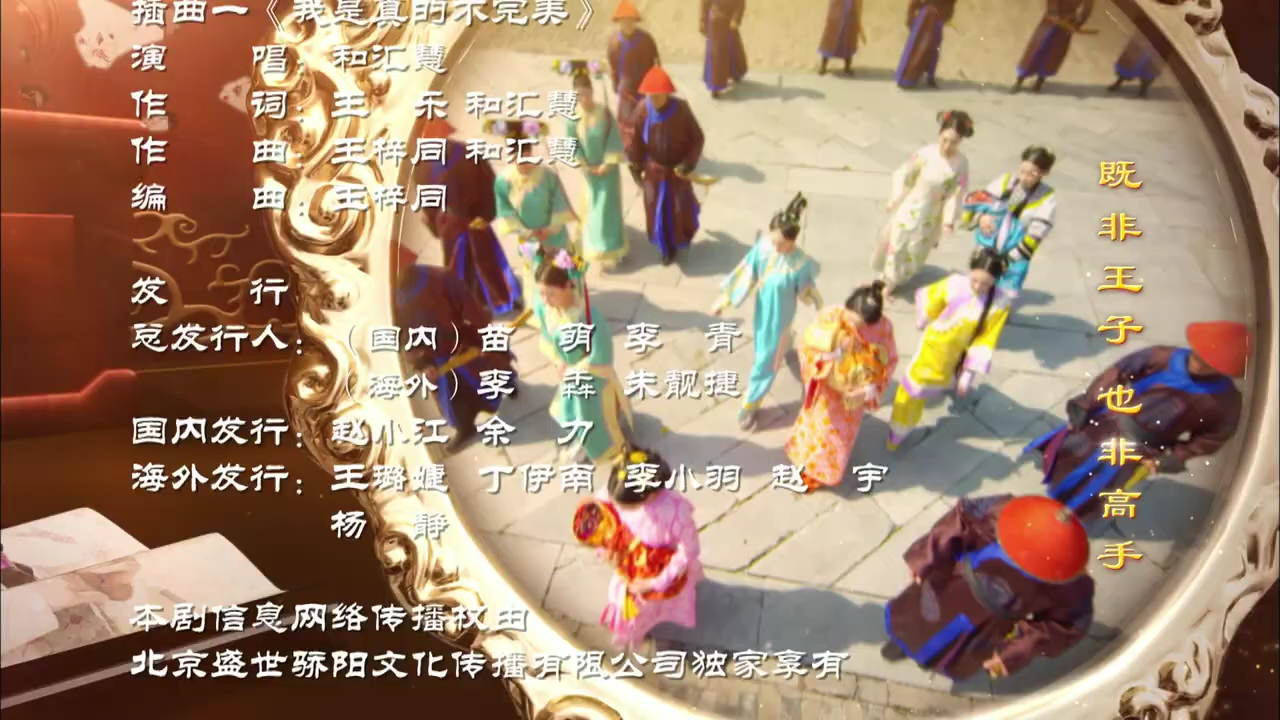 插曲一《我是真的不完美》
演 唱：和汇慧
作 词：王 乐 和汇慧
作 曲：王梓同 和汇慧
编 曲：王梓同
发 行
总发行人：（国内）苗 萌 李 青
（海外）李 犇 朱靓捷
国内发行：赵小江 余 力
海外发行：王璐婕 丁伊南 李小羽 赵 宇
杨 静
本剧信息网络传播权由
北京盛世骄阳文化传播有限公司独家享有
既非王子也非高手